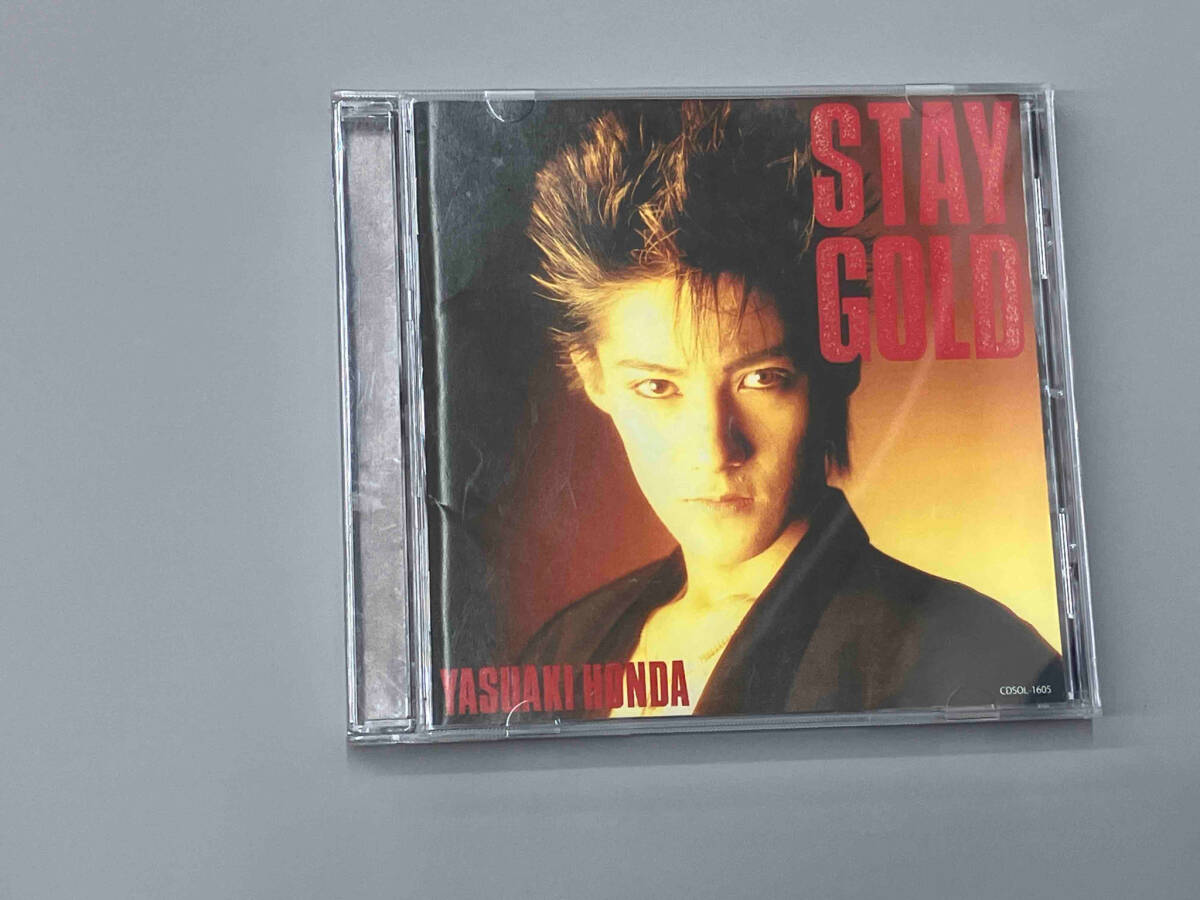 STAY
GOLD
YASUAKI HONDA
CDSOL-1605